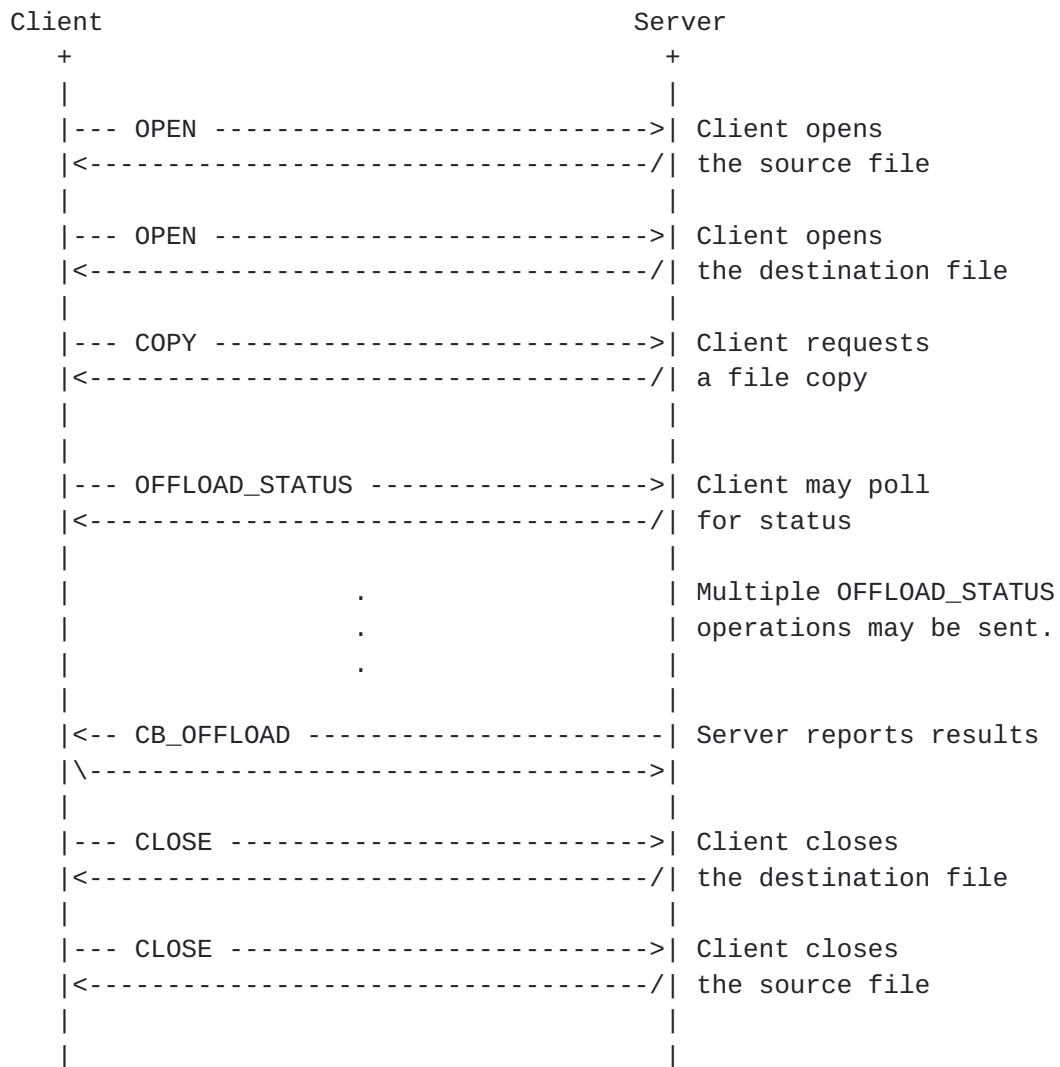 Client                                  Server
   +                                      +
   |                                      |
   |--- OPEN ---------------------------->| Client opens
   |<------------------------------------/| the source file
   |                                      |
   |--- OPEN ---------------------------->| Client opens
   |<------------------------------------/| the destination file
   |                                      |
   |--- COPY ---------------------------->| Client requests
   |<------------------------------------/| a file copy
   |                                      |
   |                                      |
   |--- OFFLOAD_STATUS ------------------>| Client may poll
   |<------------------------------------/| for status
   |                                      |
   |                  .                   | Multiple OFFLOAD_STATUS
   |                  .                   | operations may be sent.
   |                  .                   |
   |                                      |
   |<-- CB_OFFLOAD -----------------------| Server reports results
   |\------------------------------------>|
   |                                      |
   |--- CLOSE --------------------------->| Client closes
   |<------------------------------------/| the destination file
   |                                      |
   |--- CLOSE --------------------------->| Client closes
   |<------------------------------------/| the source file
   |                                      |
   |                                      |